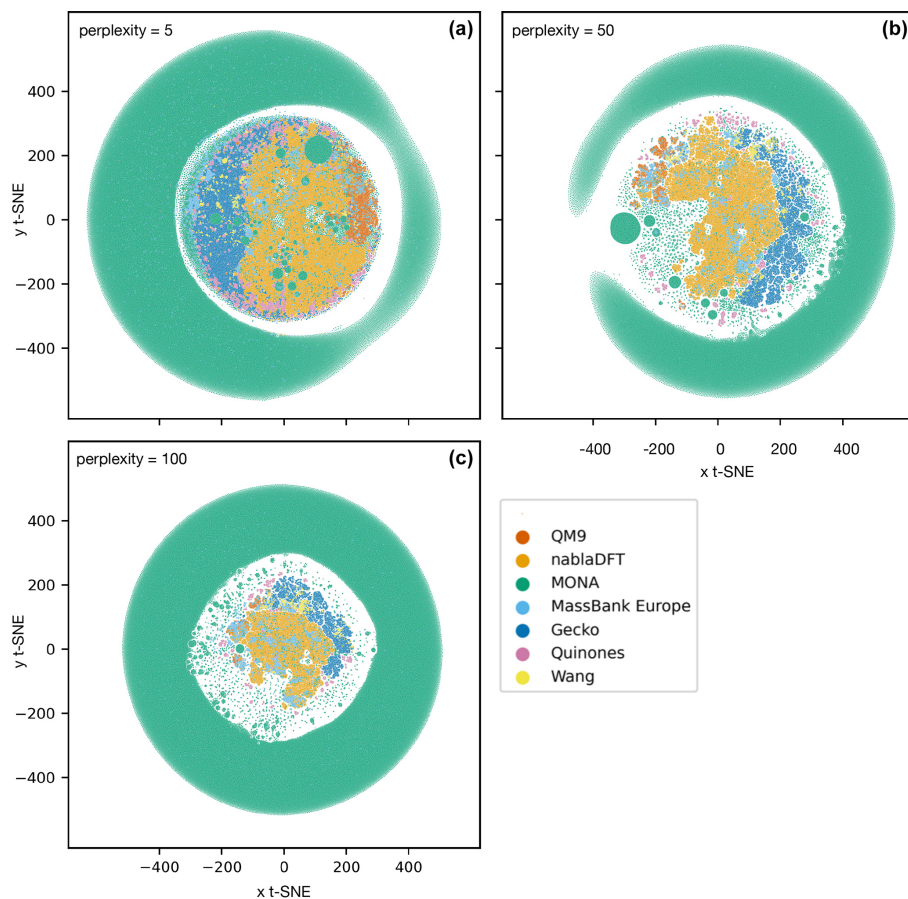 perplexity = 5
(a)
perplexity = 50
(b)
y t-SNE
400
200
0
−200
−400
-400
-200
0
200
400
x t-SNE
perplexity = 100
(c)
y t-SNE
400
200
0
−200
−400
−400
−200
0
200
400
x t-SNE
QM9
nablaDFT
MONA
MassBank Europe
Gecko
Quinones
Wang